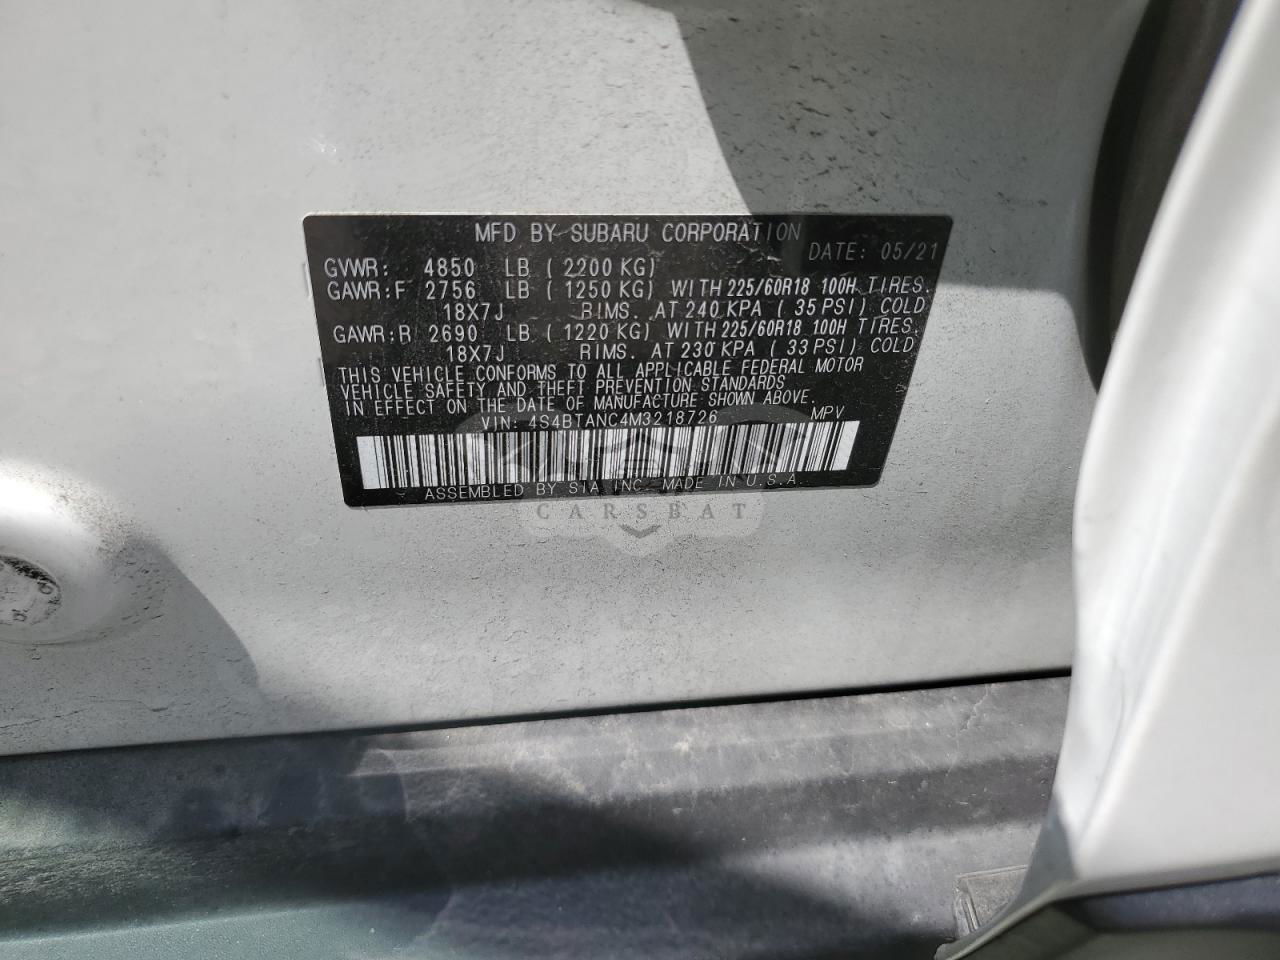 MFD BY SUBARU CORPORATION DATE: 05/21
GVWR: 4850 LB ( 2200 KG)
GAWR:F 2756 LB ( 1250 KG) WITH 225/60R18 100H TIRES.
18X7J RIMS. AT 240 KPA ( 35 PSI) COLD
GAWR:R 2690 LB ( 1220 KG) WITH 225/60R18 100H TIRES.
18X7J RIMS. AT 230 KPA ( 33 PSI) COLD
THIS VEHICLE CONFORMS TO ALL APPLICABLE FEDERAL MOTOR
VEHICLE SAFETY AND THEFT PREVENTION STANDARDS
IN EFFECT ON THE DATE OF MANUFACTURE SHOWN ABOVE.
VIN: 4S4BTANC4M3218726 MPV
ASSEMBLED BY SIA INC. MADE IN U.S.A.
CARSBAT